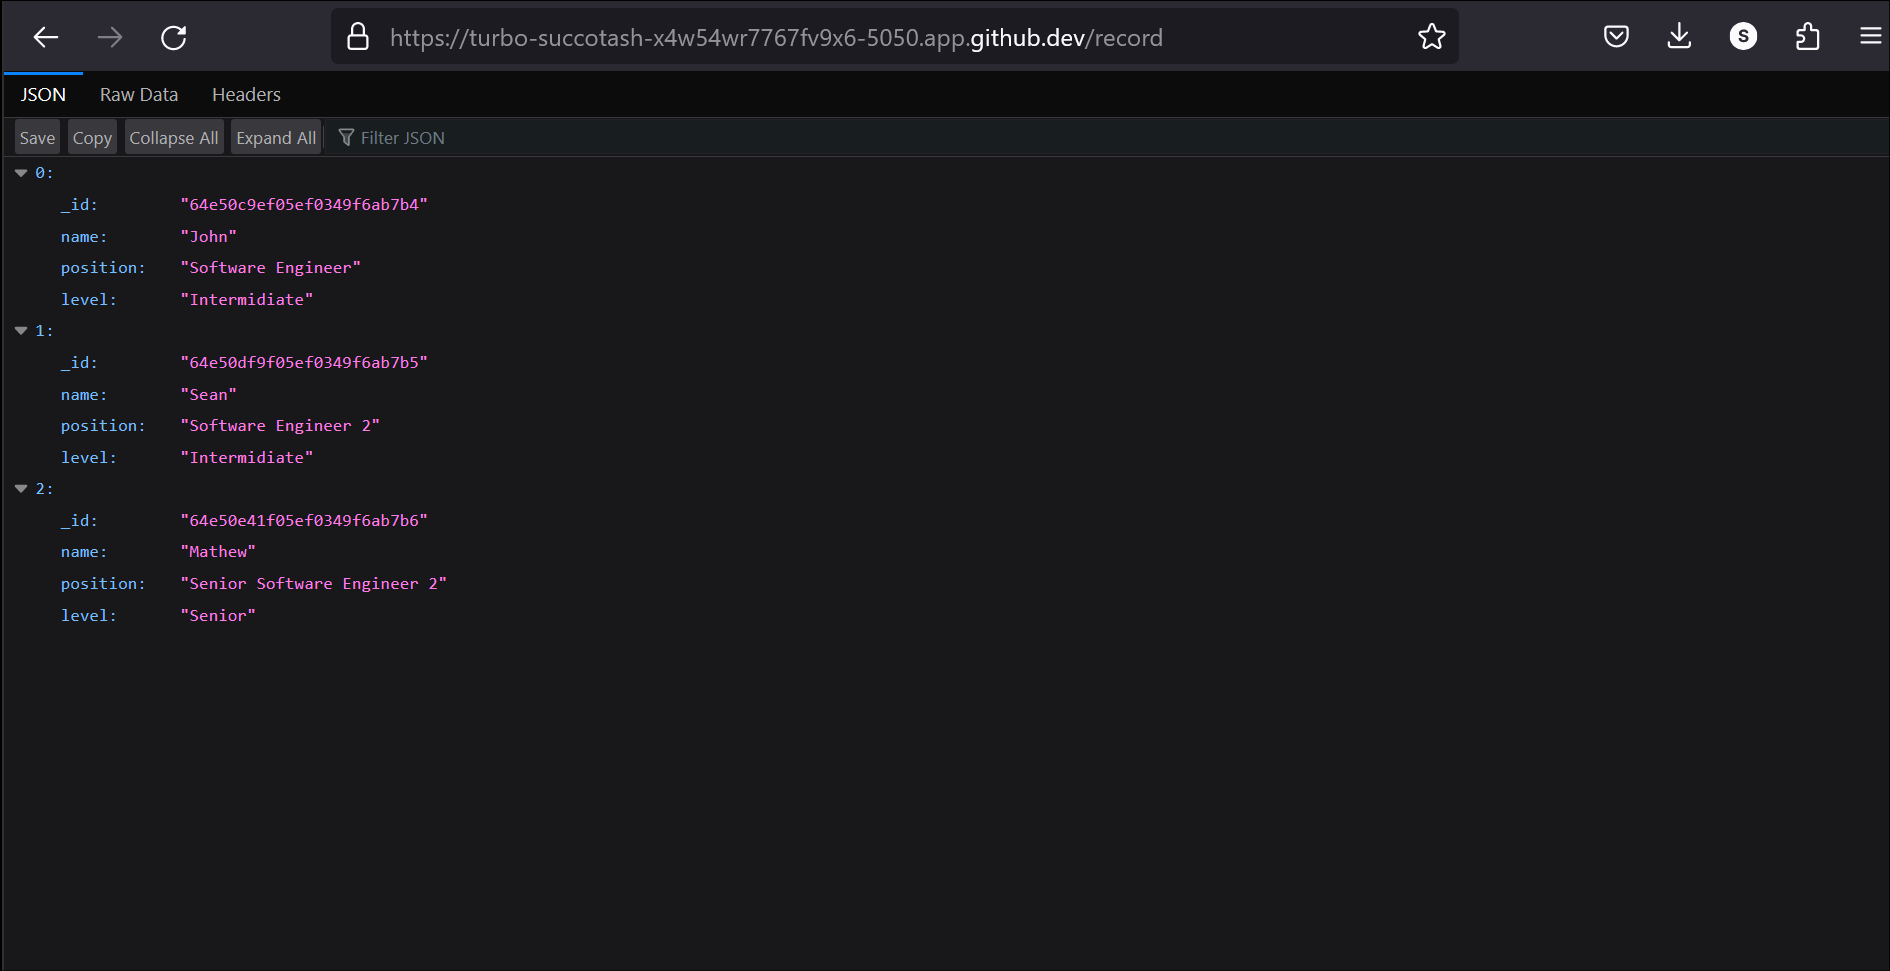 https://turbo-succotash-x4w54wr7767fv9x6-5050.app.github.dev/record
S
JSON Raw Data Headers
Save Copy Collapse All Expand All Filter JSON
0:
_id: "64e50c9ef05ef0349f6ab7b4"
name: "John"
position: "Software Engineer"
level: "Intermidiate"
1:
_id: "64e50df9f05ef0349f6ab7b5"
name: "Sean"
position: "Software Engineer 2"
level: "Intermidiate"
2:
_id: "64e50e41f05ef0349f6ab7b6"
name: "Mathew"
position: "Senior Software Engineer 2"
level: "Senior"